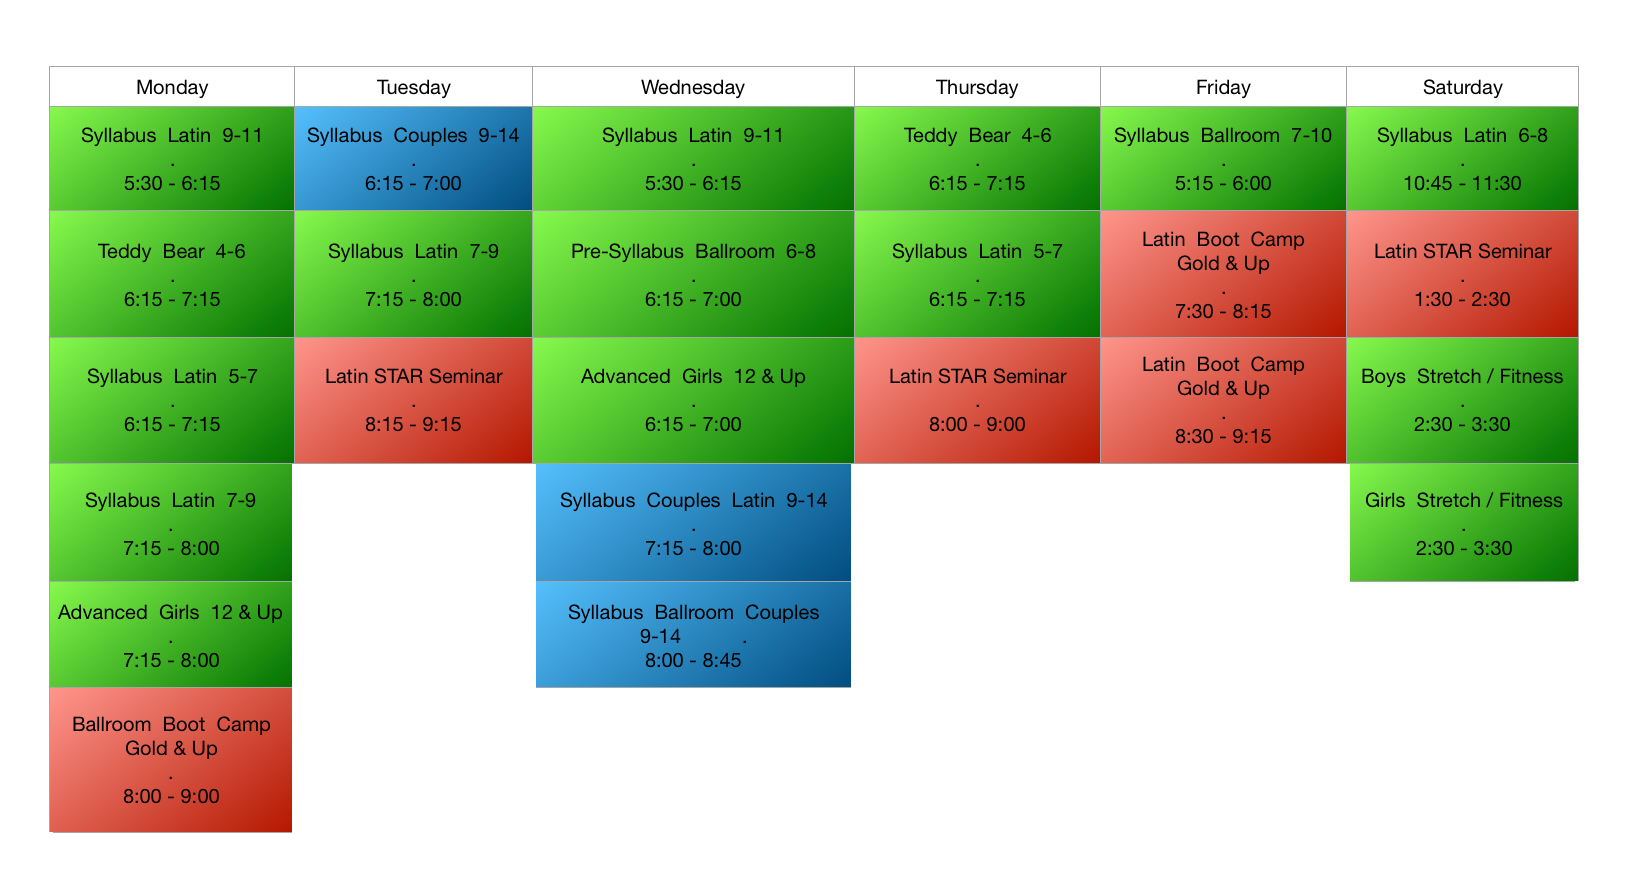 Monday
Tuesday
Wednesday
Thursday
Friday
Saturday
Syllabus Latin 9-11
.
5:30 - 6:15
Syllabus Couples 9-14
.
6:15 - 7:00
Syllabus Latin 9-11
.
5:30 - 6:15
Teddy Bear 4-6
.
6:15 - 7:15
Syllabus Ballroom 7-10
.
5:15 - 6:00
Syllabus Latin 6-8
.
10:45 - 11:30
Teddy Bear 4-6
.
6:15 - 7:15
Syllabus Latin 7-9
.
7:15 - 8:00
Pre-Syllabus Ballroom 6-8
.
6:15 - 7:00
Syllabus Latin 5-7
.
6:15 - 7:15
Latin Boot Camp
Gold & Up
.
7:30 - 8:15
Latin STAR Seminar
.
1:30 - 2:30
Syllabus Latin 5-7
.
6:15 - 7:15
Latin STAR Seminar
.
8:15 - 9:15
Advanced Girls 12 & Up
.
6:15 - 7:00
Latin STAR Seminar
.
8:00 - 9:00
Latin Boot Camp
Gold & Up
.
8:30 - 9:15
Boys Stretch / Fitness
.
2:30 - 3:30
Syllabus Latin 7-9
.
7:15 - 8:00
Syllabus Couples Latin 9-14
.
7:15 - 8:00
Girls Stretch / Fitness
.
2:30 - 3:30
Advanced Girls 12 & Up
.
7:15 - 8:00
Syllabus Ballroom Couples
9-14 .
8:00 - 8:45
Ballroom Boot Camp
Gold & Up
.
8:00 - 9:00